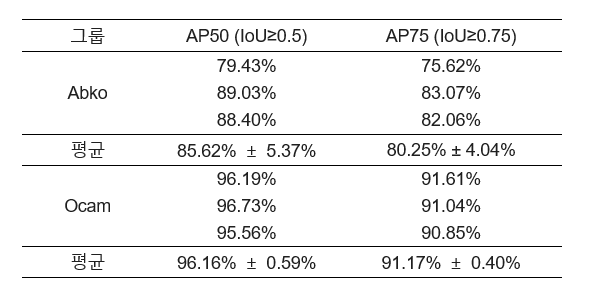 그룹 AP50 (IoU≥0.5) AP75 (IoU≥0.75)
79.43% 75.62%
Abko 89.03% 83.07%
88.40% 82.06%
평균 85.62% ± 5.37% 80.25% ± 4.04%
96.19% 91.61%
Ocam 96.73% 91.04%
95.56% 90.85%
평균 96.16% ± 0.59% 91.17% ± 0.40%